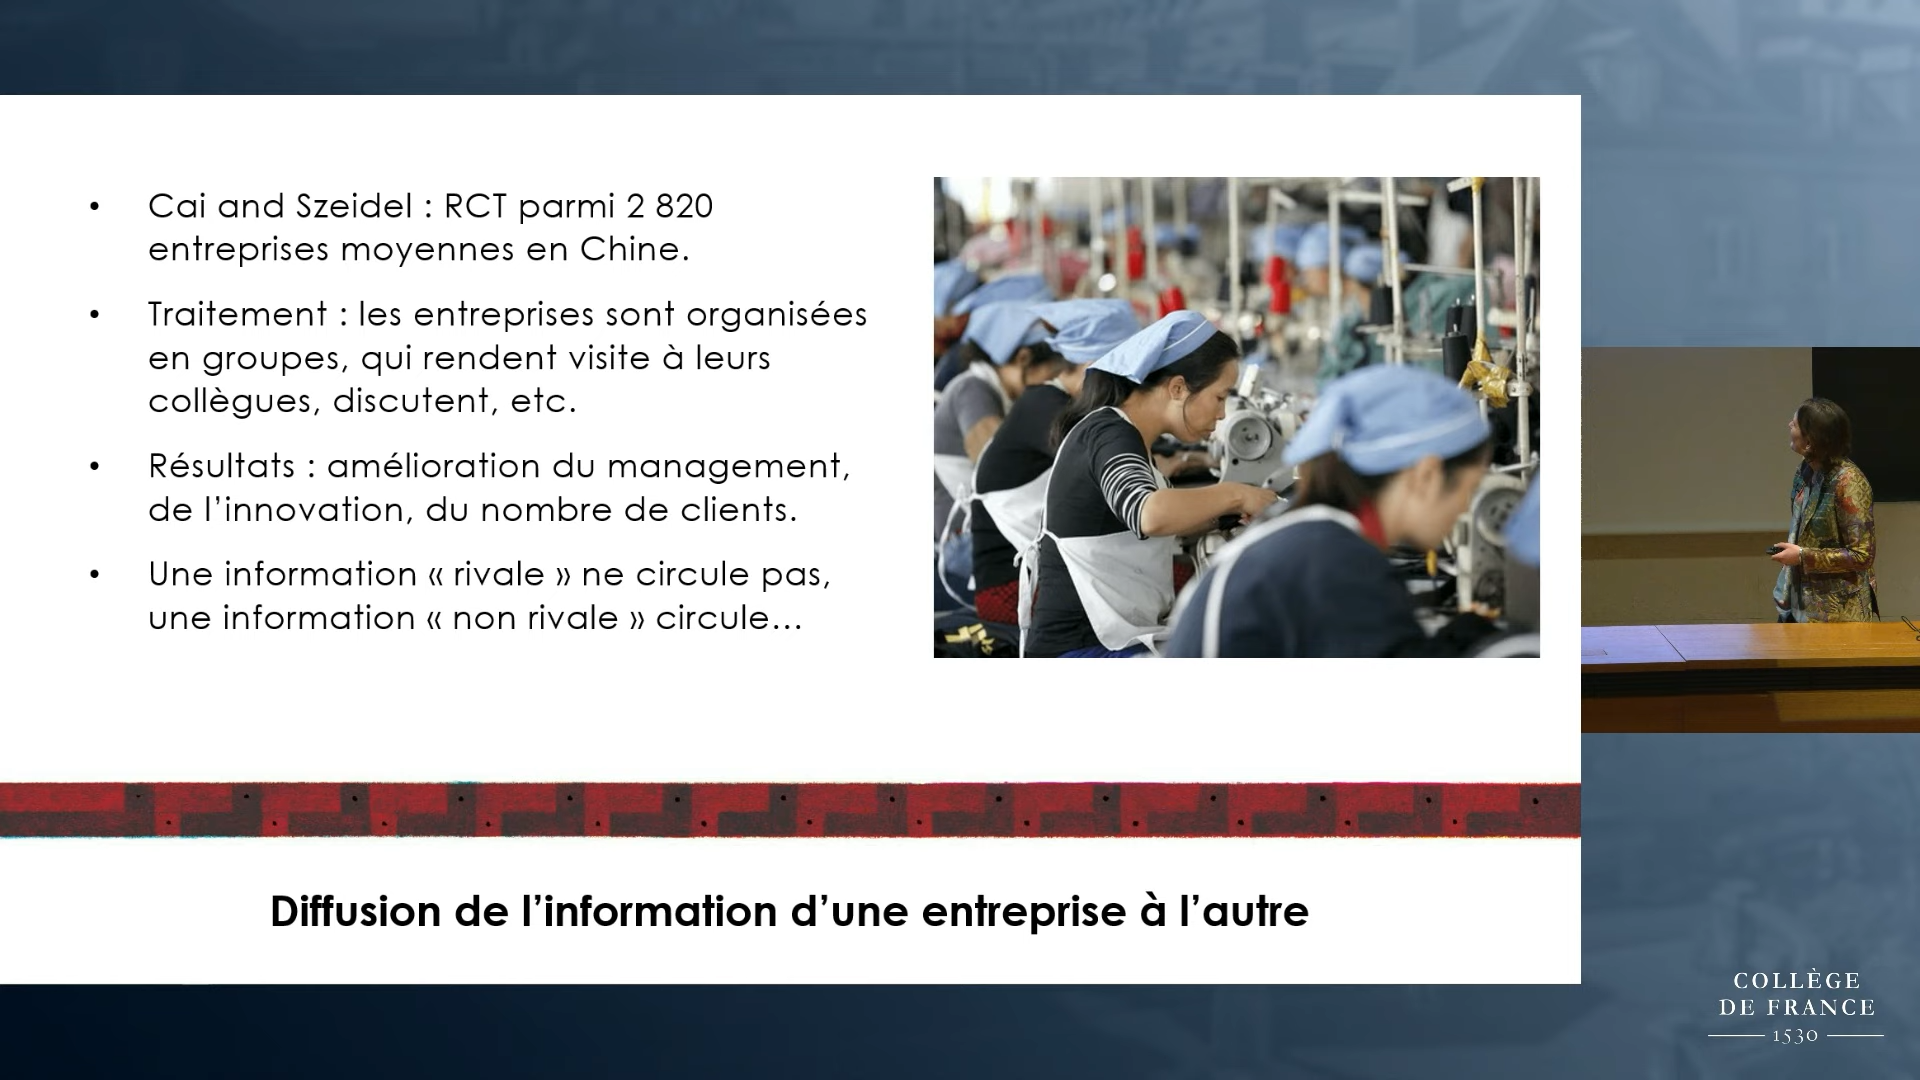 • Cai and Szeidel : RCT parmi 2 820
entreprises moyennes en Chine.
• Traitement : les entreprises sont organisées
en groupes, qui rendent visite à leurs
collègues, discutent, etc.
• Résultats : amélioration du management,
de l’innovation, du nombre de clients.
• Une information « rivale » ne circule pas,
une information « non rivale » circule…
Diffusion de l’information d’une entreprise à l’autre
COLLÈGE
DE FRANCE
1530